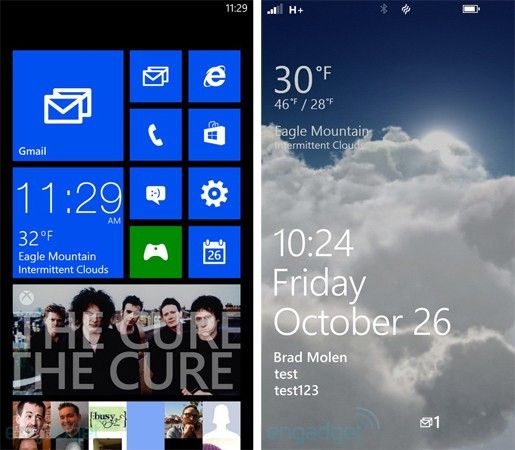 11:29
Gmail
:-)
11:29
AM
32°F
Eagle Mountain
Intermittent Clouds
26
THE CURE
THE CURE
busy
engadget
H+
30°F
46°F / 28°F
Eagle Mountain
Intermittent Clouds
10:24
Friday
October 26
Brad Molen
test
test123
1
engadget